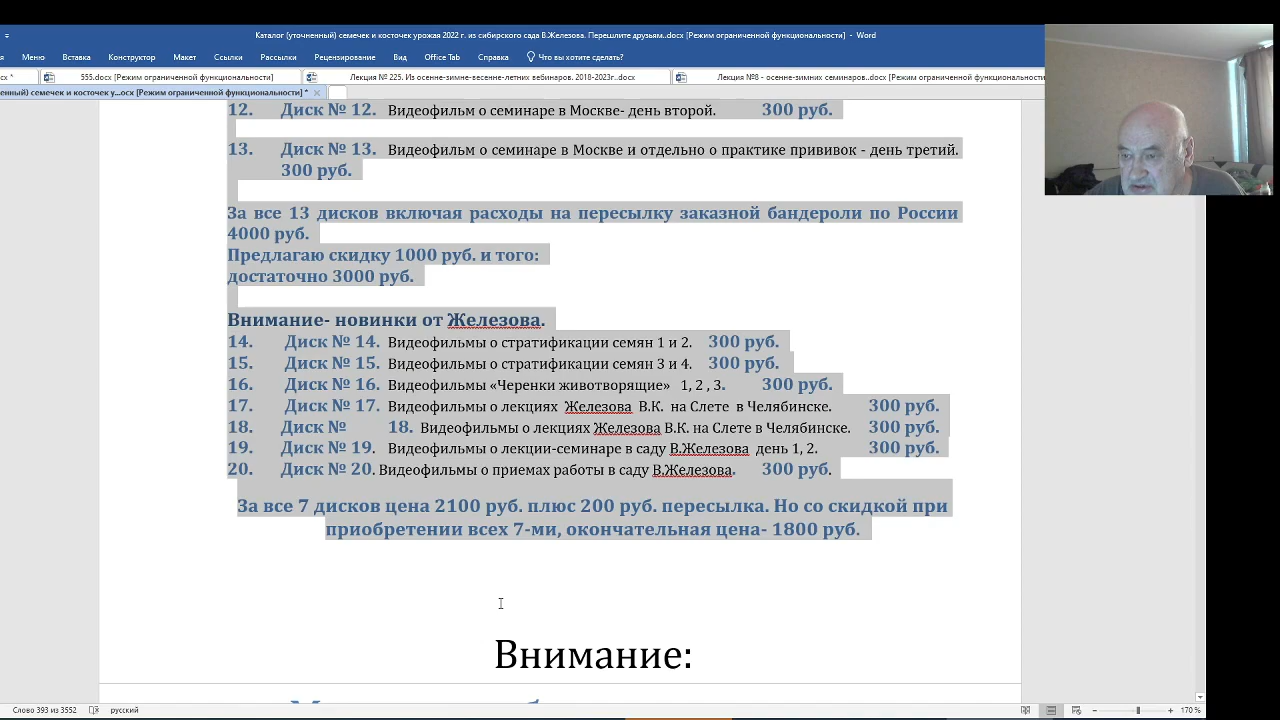 Каталог (уточненный) семечек и косточек урожая 2022 г. из сибирского сада В.Железова. Перешлите друзьям..docx [Режим ограниченной функциональности] - Word
Меню Вставка Конструктор Макет Ссылки Рассылки Рецензирование Вид Office Tab Справка Что вы хотите сделать?
сx * 555.docx [Режим ограниченной функциональности] Лекция № 225. Из осенне-зимне-весенне-летних вебинаров. 2018-2023г..docx Лекция №8 - осенне-зимних семинаров..docx [Режим ограниченной функциональности
енный) семечек и косточек у...ocx [Режим ограниченной функциональности] *
12. Диск № 12. Видеофильм о семинаре в Москве- день второй. 300 руб.
13. Диск № 13. Видеофильм о семинаре в Москве и отдельно о практике прививок - день третий.
300 руб.
За все 13 дисков включая расходы на пересылку заказной бандероли по России
4000 руб.
Предлагаю скидку 1000 руб. и того:
достаточно 3000 руб.
Внимание- новинки от Железова.
14. Диск № 14. Видеофильмы о стратификации семян 1 и 2. 300 руб.
15. Диск № 15. Видеофильмы о стратификации семян 3 и 4. 300 руб.
16. Диск № 16. Видеофильмы «Черенки животворящие» 1, 2 , 3. 300 руб.
17. Диск № 17. Видеофильмы о лекциях Железова В.К. на Слете в Челябинске. 300 руб.
18. Диск № 18. Видеофильмы о лекциях Железова В.К. на Слете в Челябинске. 300 руб.
19. Диск № 19. Видеофильмы о лекции-семинаре в саду В.Железова день 1, 2. 300 руб.
20. Диск № 20. Видеофильмы о приемах работы в саду В.Железова. 300 руб.
За все 7 дисков цена 2100 руб. плюс 200 руб. пересылка. Но со скидкой при
приобретении всех 7-ми, окончательная цена- 1800 руб.
Внимание:
Слово 393 из 3552 русский 170 %